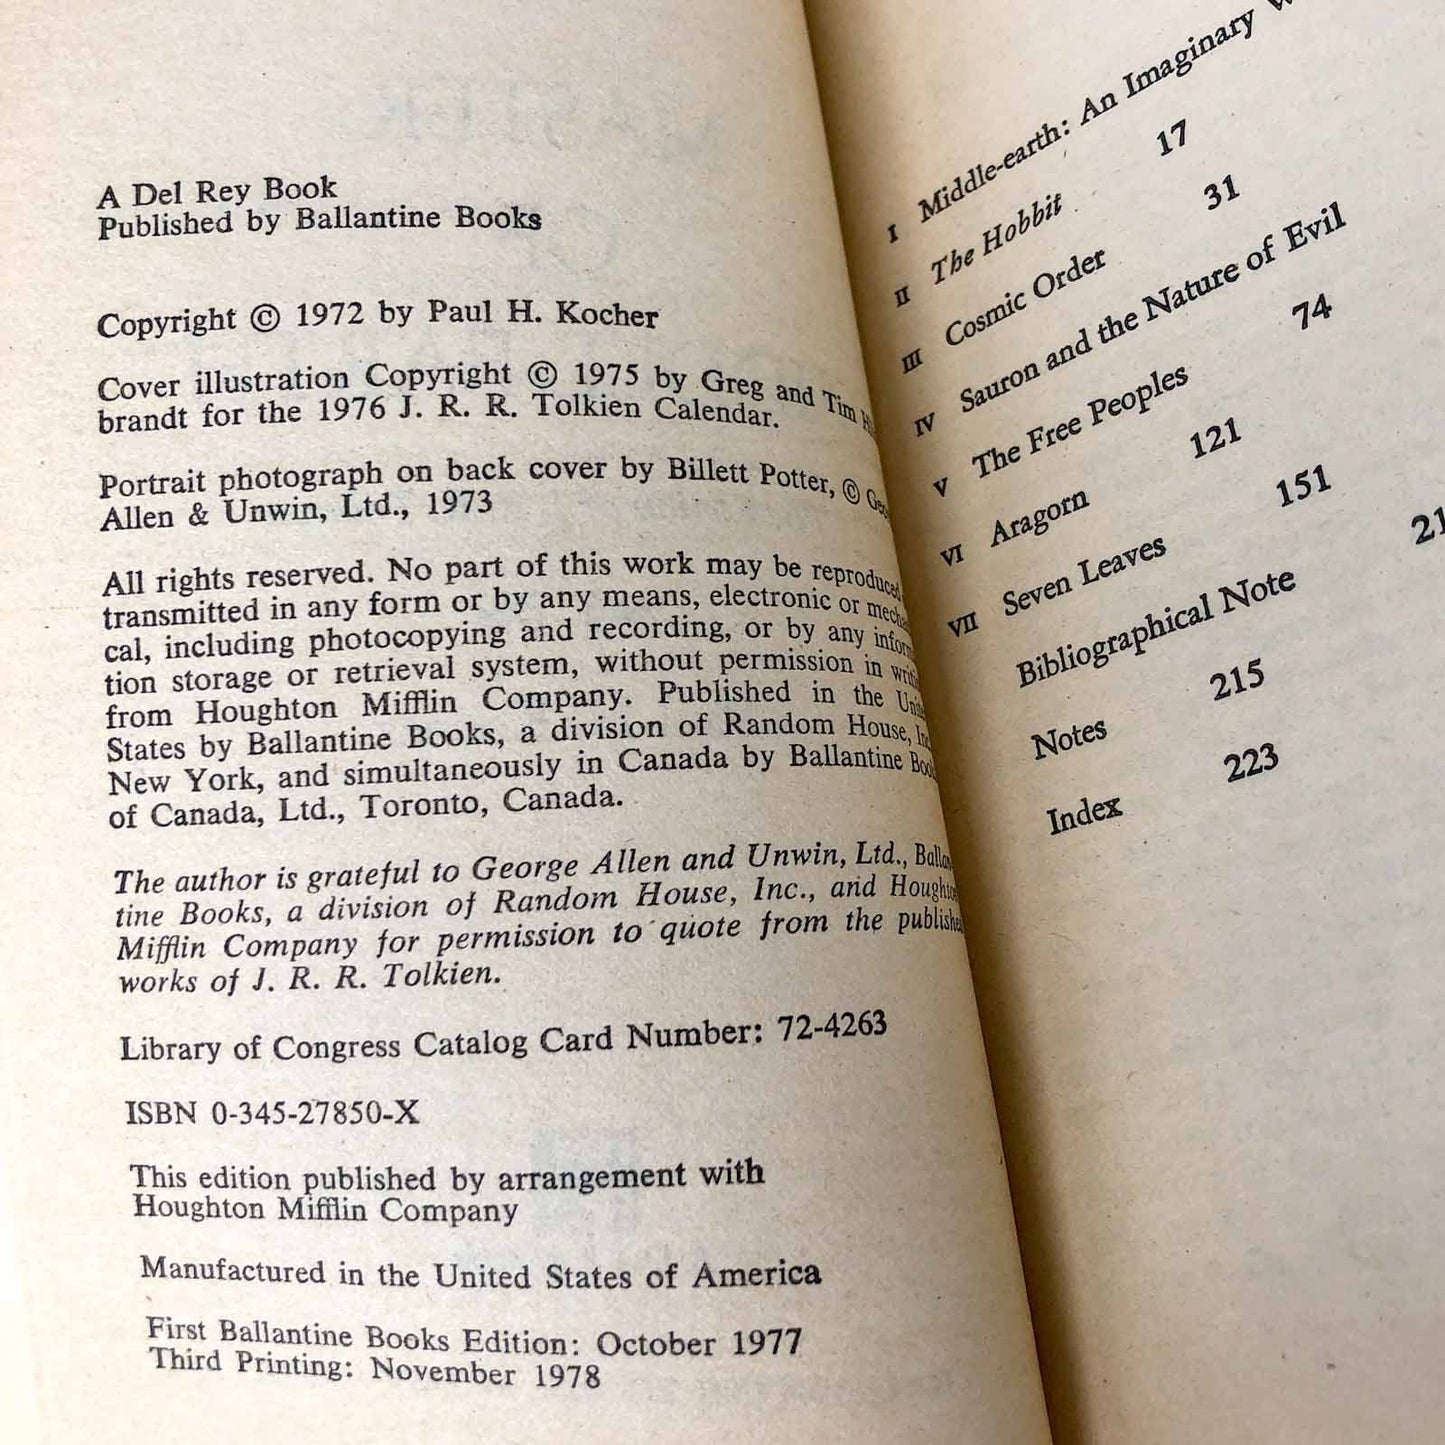 A Del Rey Book
Published by Ballantine Books
Copyright © 1972 by Paul H. Kocher
Cover illustration Copyright © 1975 by Greg and Tim
brandt for the 1976 J. R. R. Tolkien Calendar.
Portrait photograph on back cover by Billett Potter, ©
Allen & Unwin, Ltd., 1973
All rights reserved. No part of this work may be reproduced
transmitted in any form or by any means, electronic or
cal, including photocopying and recording, or by any
tion storage or retrieval system, without permission in
from Houghton Mifflin Company. Published in the
States by Ballantine Books, a division of Random House,
New York, and simultaneously in Canada by Ballantine
of Canada, Ltd., Toronto, Canada.
The author is grateful to George Allen and Unwin, Ltd.,
tine Books, a division of Random House, Inc., and
Mifflin Company for permission to quote from the
works of J. R. R. Tolkien.
Library of Congress Catalog Card Number: 72-4263
ISBN 0-345-27850-X
This edition published by arrangement with
Houghton Mifflin Company
Manufactured in the United States of America
First Ballantine Books Edition: October 1977
Third Printing: November 1978
I Middle-earth: An Imaginary
II The Hobbit 17
III Cosmic Order 31
IV Sauron and the Nature of Evil
V The Free Peoples 74
VI Aragorn 121
VII Seven Leaves 151
Bibliographical Note
Notes 215
Index 223